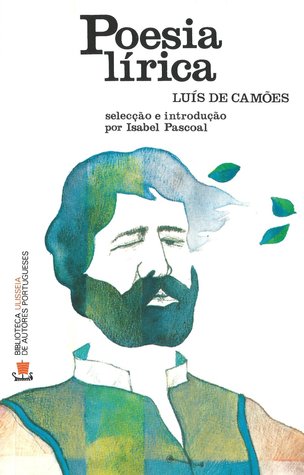 Poesia
lírica
LUÍS DE CAMÕES
selecção e introdução
por Isabel Pascoal
BIBLIOTECA ULISSEIA
DE AUTORES PORTUGUESES